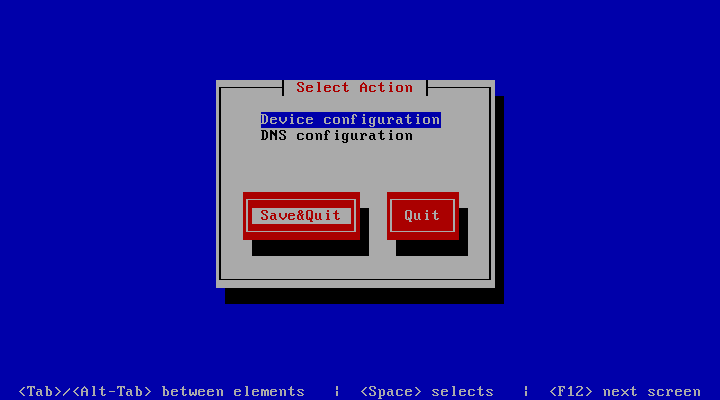 Select Action
Device configuration
DNS configuration
Save&Quit Quit
<Tab>/<Alt-Tab> between elements | <Space> selects | <F12> next screen